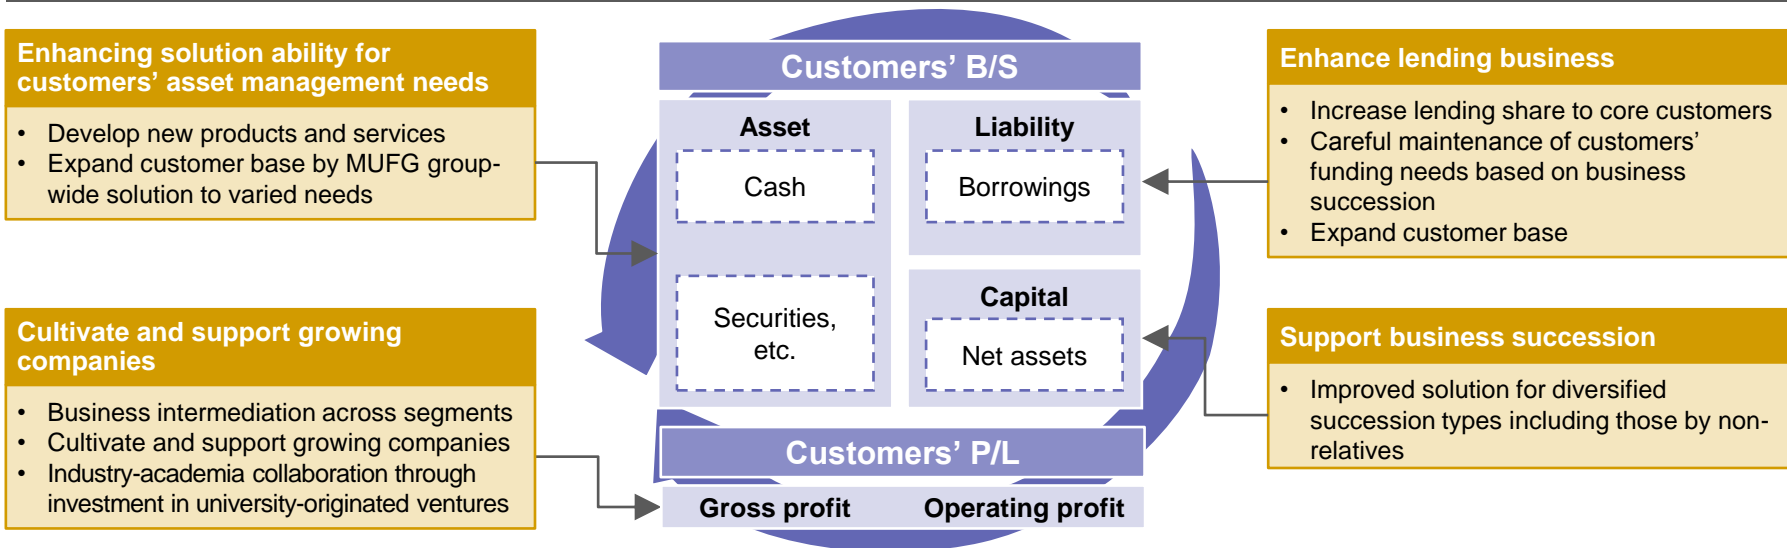 Enhancing solution ability for
customers’ asset management needs
• Develop new products and services
• Expand customer base by MUFG group-
wide solution to varied needs
Cultivate and support growing
companies
• Business intermediation across segments
• Cultivate and support growing companies
• Industry-academia collaboration through
investment in university-originated ventures
Customers’ B/S
Asset
Cash
Securities,
etc.
Liability
Borrowings
Capital
Net assets
Customers’ P/L
Gross profit
Operating profit
Enhance lending business
• Increase lending share to core customers
• Careful maintenance of customers’
funding needs based on business
succession
• Expand customer base
Support business succession
• Improved solution for diversified
succession types including those by non-
relatives